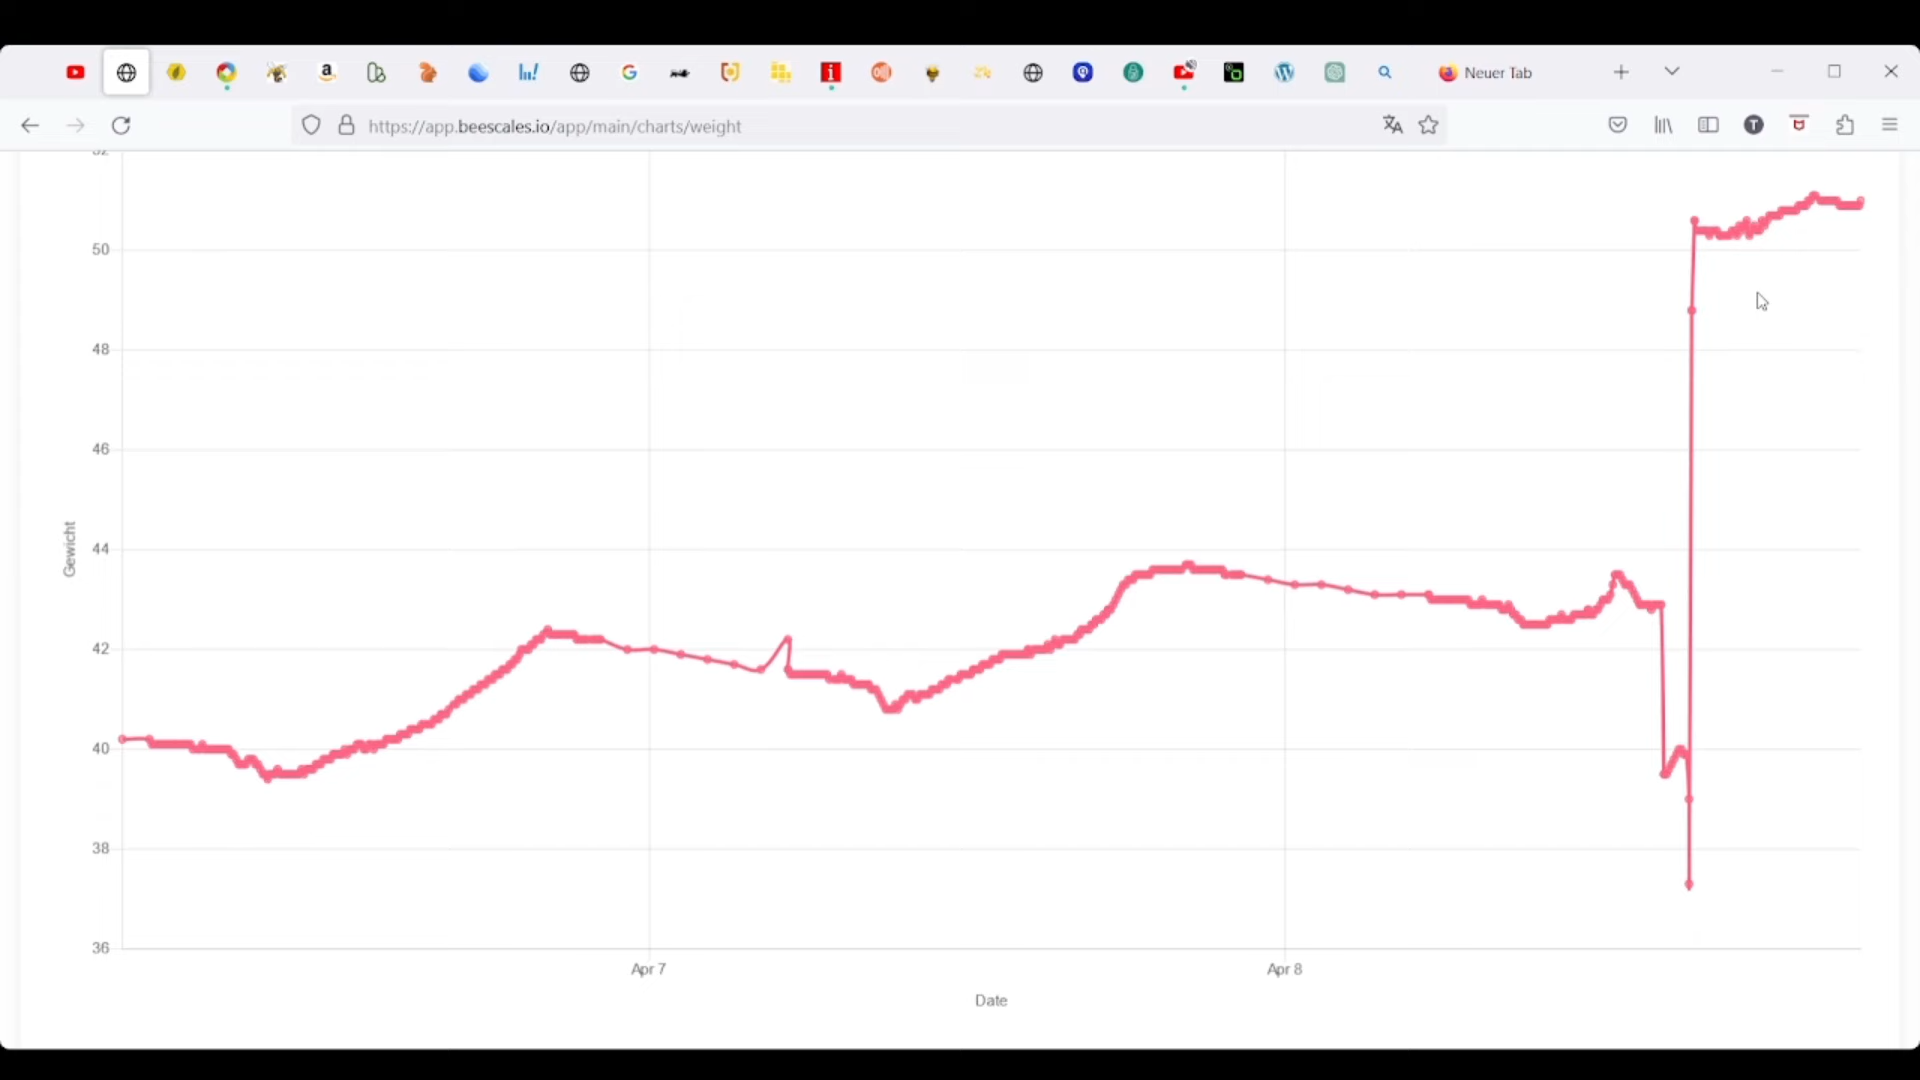 Neuer Tab
https://app.beescales.io/app/main/charts/weight
50
48
46
44
42
40
38
36
Gewicht
Apr 7
Apr 8
Date